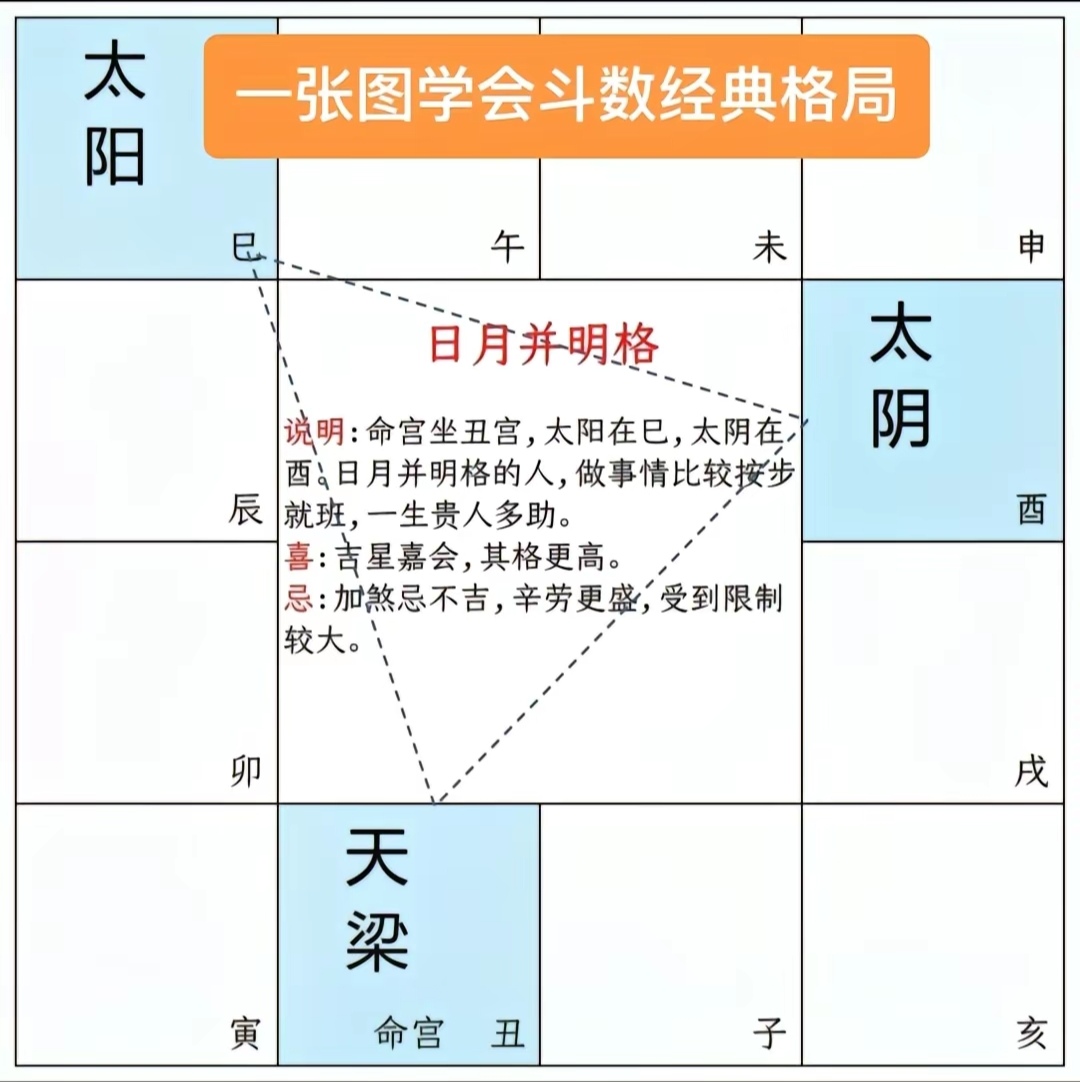 一张图学会斗数经典格局
太
阳
巳
午
未
申
太
阴
酉
日月并明格
说明:命宫坐丑宫,太阳在巳,太阴在
酉。日月并明格的人,做事情比较按步
就班,一生贵人多助。
喜:吉星嘉会,其格更高。
忌:加煞忌不吉,辛劳更盛,受到限制
较大。
辰
卯
戌
天
梁
寅
命宫 丑
子
亥